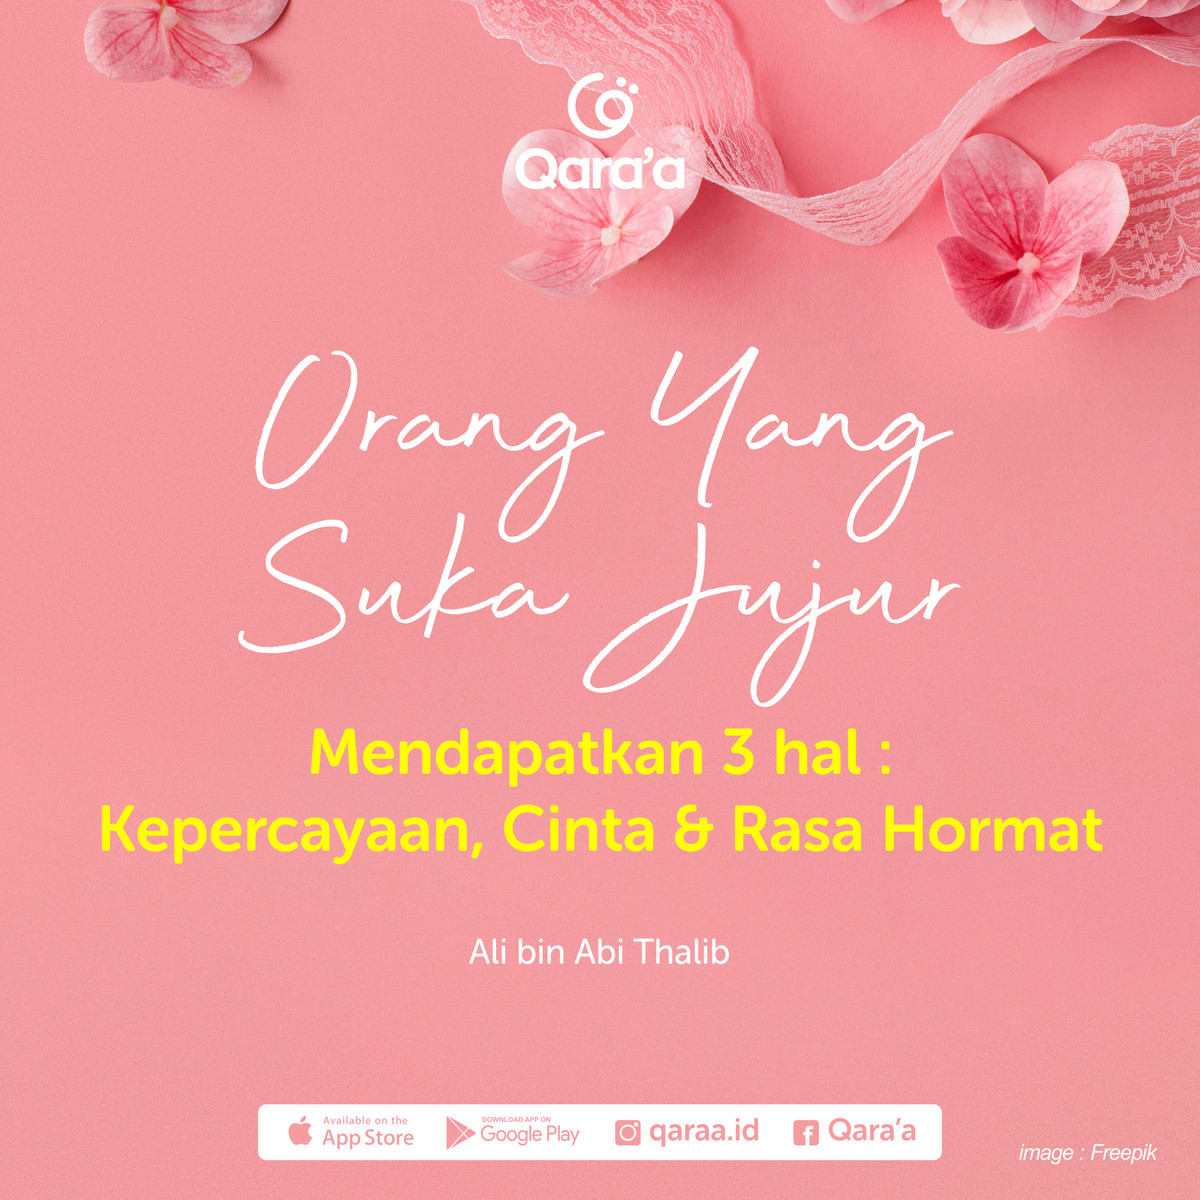 Qara'a
Orang Yang
Suka Jujur
Mendapatkan 3 hal :
Kepercayaan, Cinta & Rasa Hormat
Ali bin Abi Thalib
Available on the
App Store
DOWNLOAD APP ON
Google Play
qaraa.id
Qara'a
image : Freepik